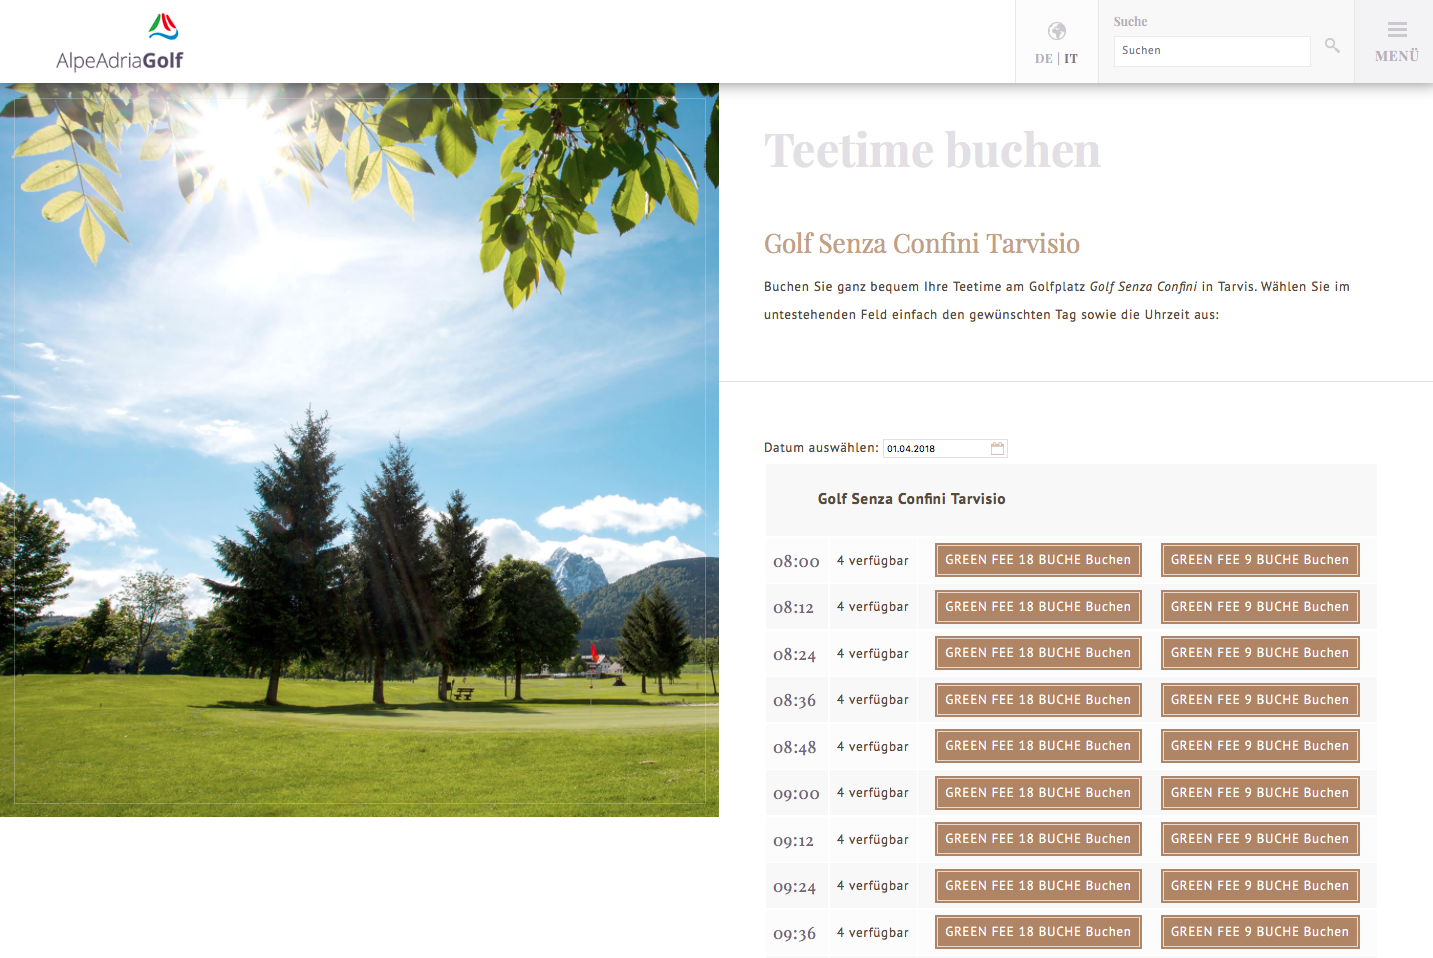 AlpeAdriaGolf
DE | IT
Suche
Suchen
MENÜ
Teetime buchen
Golf Senza Confini Tarvisio
Buchen Sie ganz bequem Ihre Teetime am Golfplatz Golf Senza Confini in Tarvis. Wählen Sie im
untestehenden Feld einfach den gewünschten Tag sowie die Uhrzeit aus:
Datum auswählen: 01.04.2018
Golf Senza Confini Tarvisio
08:00 4 verfügbar GREEN FEE 18 BUCHE Buchen GREEN FEE 9 BUCHE Buchen
08:12 4 verfügbar GREEN FEE 18 BUCHE Buchen GREEN FEE 9 BUCHE Buchen
08:24 4 verfügbar GREEN FEE 18 BUCHE Buchen GREEN FEE 9 BUCHE Buchen
08:36 4 verfügbar GREEN FEE 18 BUCHE Buchen GREEN FEE 9 BUCHE Buchen
08:48 4 verfügbar GREEN FEE 18 BUCHE Buchen GREEN FEE 9 BUCHE Buchen
09:00 4 verfügbar GREEN FEE 18 BUCHE Buchen GREEN FEE 9 BUCHE Buchen
09:12 4 verfügbar GREEN FEE 18 BUCHE Buchen GREEN FEE 9 BUCHE Buchen
09:24 4 verfügbar GREEN FEE 18 BUCHE Buchen GREEN FEE 9 BUCHE Buchen
09:36 4 verfügbar GREEN FEE 18 BUCHE Buchen GREEN FEE 9 BUCHE Buchen